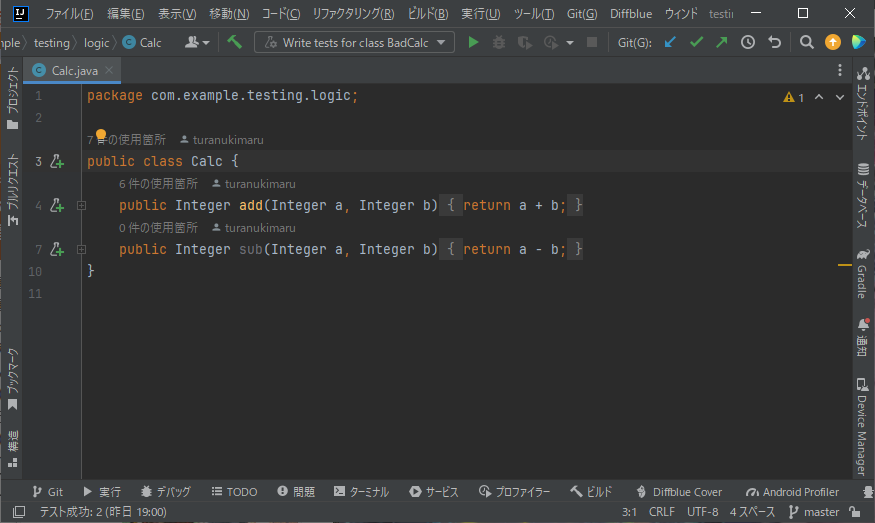 IJ ファイル(F) 編集(E) 表示(V) 移動(N) コード(C) リファクタリング(R) ビルド(B) 実行(U) ツール(T) Git(G) Diffblue ウィンド testin
ple 〉 testing 〉 logic 〉 C Calc Write tests for class BadCalc Git(G):
C Calc.java
プロジェクト
プルリクエスト
ブックマーク
構造
1 package com.example.testing.logic; 1
2
7 件の使用箇所 turanukimaru
3 public class Calc {
6 件の使用箇所 turanukimaru
4 public Integer add(Integer a, Integer b) { return a + b; }
0 件の使用箇所 turanukimaru
7 public Integer sub(Integer a, Integer b) { return a - b; }
10 }
11
エンドポイント
データベース
Gradle
通知
Device Manager
Git 実行 デバッグ TODO 問題 ターミナル サービス プロファイラー ビルド Diffblue Cover Android Profiler
テスト成功: 2 (昨日 19:00) 3:1 CRLF UTF-8 4 スペース master